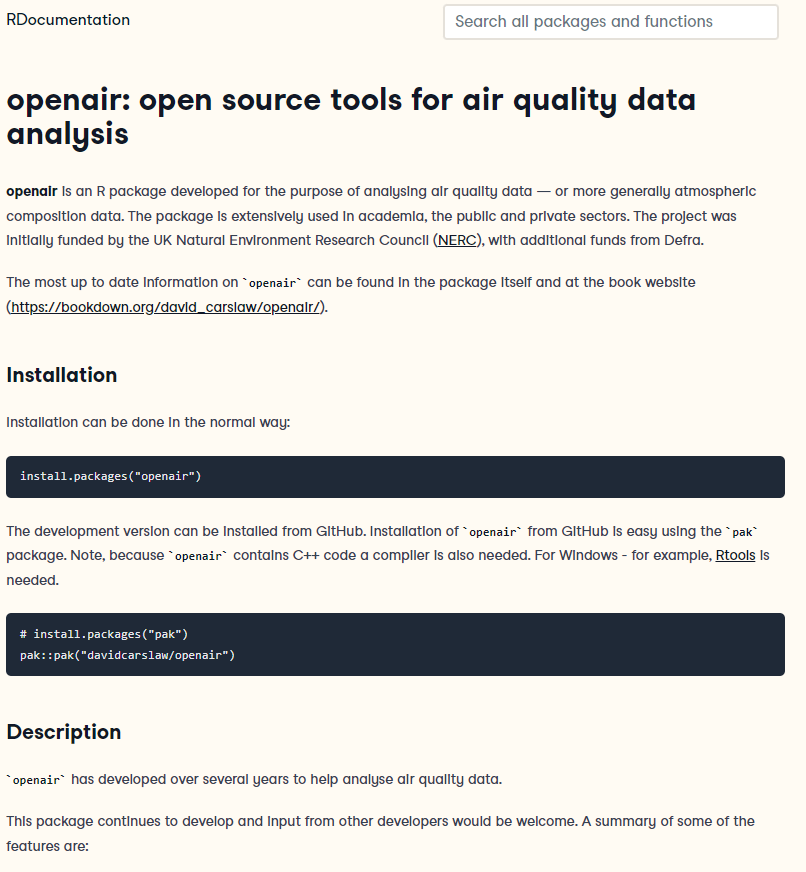 RDocumentation
Search all packages and functions
openair: open source tools for air quality data
analysis
openair is an R package developed for the purpose of analysing air quality data — or more generally atmospheric
composition data. The package is extensively used in academia, the public and private sectors. The project was
initially funded by the UK Natural Environment Research Council (NERC), with additional funds from Defra.
The most up to date information on `openair` can be found in the package itself and at the book website
(https://bookdown.org/david_carslaw/openair/).
Installation
Installation can be done in the normal way:
install.packages("openair")
The development version can be installed from GitHub. Installation of `openair` from GitHub is easy using the `pak`
package. Note, because `openair` contains C++ code a compiler is also needed. For Windows - for example, Rtools is
needed.
# install.packages("pak")
pak::pak("davidcarslaw/openair")
Description
`openair` has developed over several years to help analyse air quality data.
This package continues to develop and input from other developers would be welcome. A summary of some of the
features are: